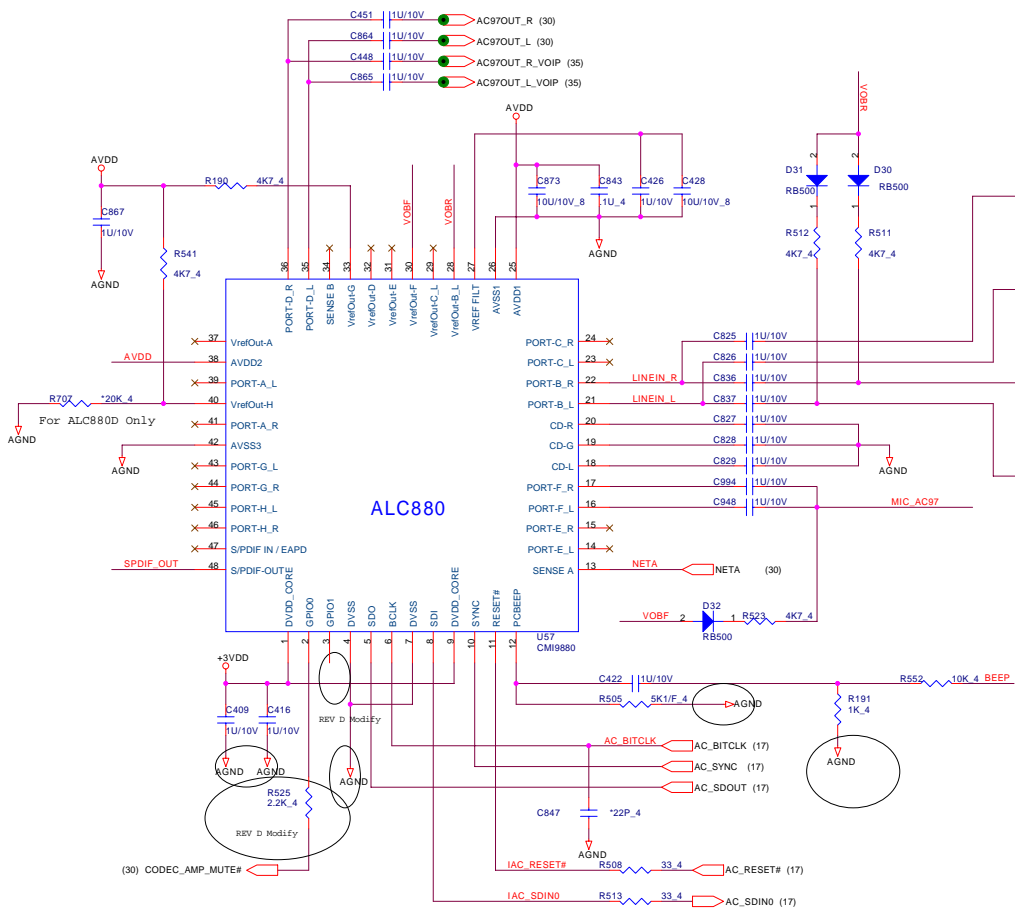 C451 1U/10V AC97OUT_R (30)
C864 1U/10V AC97OUT_L (30)
C448 1U/10V AC97OUT_R_VOIP (35)
C865 1U/10V AC97OUT_L_VOIP (35)
AVDD
VOBR
AVDD
R190 4K7_4
C867
1U/10V
AGND
R541
4K7_4
VOBF
VOBR
C873
10U/10V_8
C843
.1U_4
C426
1U/10V
C428
10U/10V_8
AGND
D31
RB500
2
1
D30
RB500
2
1
R512
4K7_4
R511
4K7_4
36 35 34 33 32 31 30 29 28 27 26 25
PORT-D_R
PORT-D_L
SENSE B
VrefOut-G
VrefOut-D
VrefOut-E
VrefOut-F
VrefOut-C_L
VrefOut-B_L
VREF FILT
AVSS1
AVDD1
37 VrefOut-A
AVDD 38 AVDD2
39 PORT-A_L
R707 *20K_4 40 VrefOut-H
For ALC880D Only
AGND
41 PORT-A_R
42 AVSS3
AGND
43 PORT-G_L
44 PORT-G_R
45 PORT-H_L
46 PORT-H_R
47 S/PDIF IN / EAPD
SPDIF_OUT 48 S/PDIF-OUT
ALC880
PORT-C_R 24 C825 1U/10V
PORT-C_L 23 C826 1U/10V
PORT-B_R 22 LINEIN_R C836 1U/10V
PORT-B_L 21 LINEIN_L C837 1U/10V
CD-R 20 C827 1U/10V
CD-G 19 C828 1U/10V
CD-L 18 C829 1U/10V
AGND
PORT-F_R 17 C994 1U/10V
PORT-F_L 16 C948 1U/10V MIC_AC97
PORT-E_R 15
PORT-E_L 14
SENSE A 13 NETA NETA (30)
DVDD_CORE
GPIO0
GPIO1
DVSS
SDO
BCLK
DVSS
SDI
DVDD_CORE
SYNC
RESET#
PCBEEP
1 2 3 4 5 6 7 8 9 10 11 12
U57
CMI9880
VOBF 2 D32 1 R523 4K7_4
RB500
+3VDD
C409
1U/10V
C416
1U/10V
AGND AGND
REV D Modify
AGND
R525
2.2K_4
REV D Modify
(30) CODEC_AMP_MUTE#
C422 1U/10V
R505 5K1/F_4 AGND
R552 10K_4 BEEP
R191
1K_4
AGND
AC_BITCLK AC_BITCLK (17)
AC_SYNC (17)
AC_SDOUT (17)
C847 *22P_4
AGND
IAC_RESET# R508 33_4 AC_RESET# (17)
IAC_SDIN0 R513 33_4 AC_SDIN0 (17)